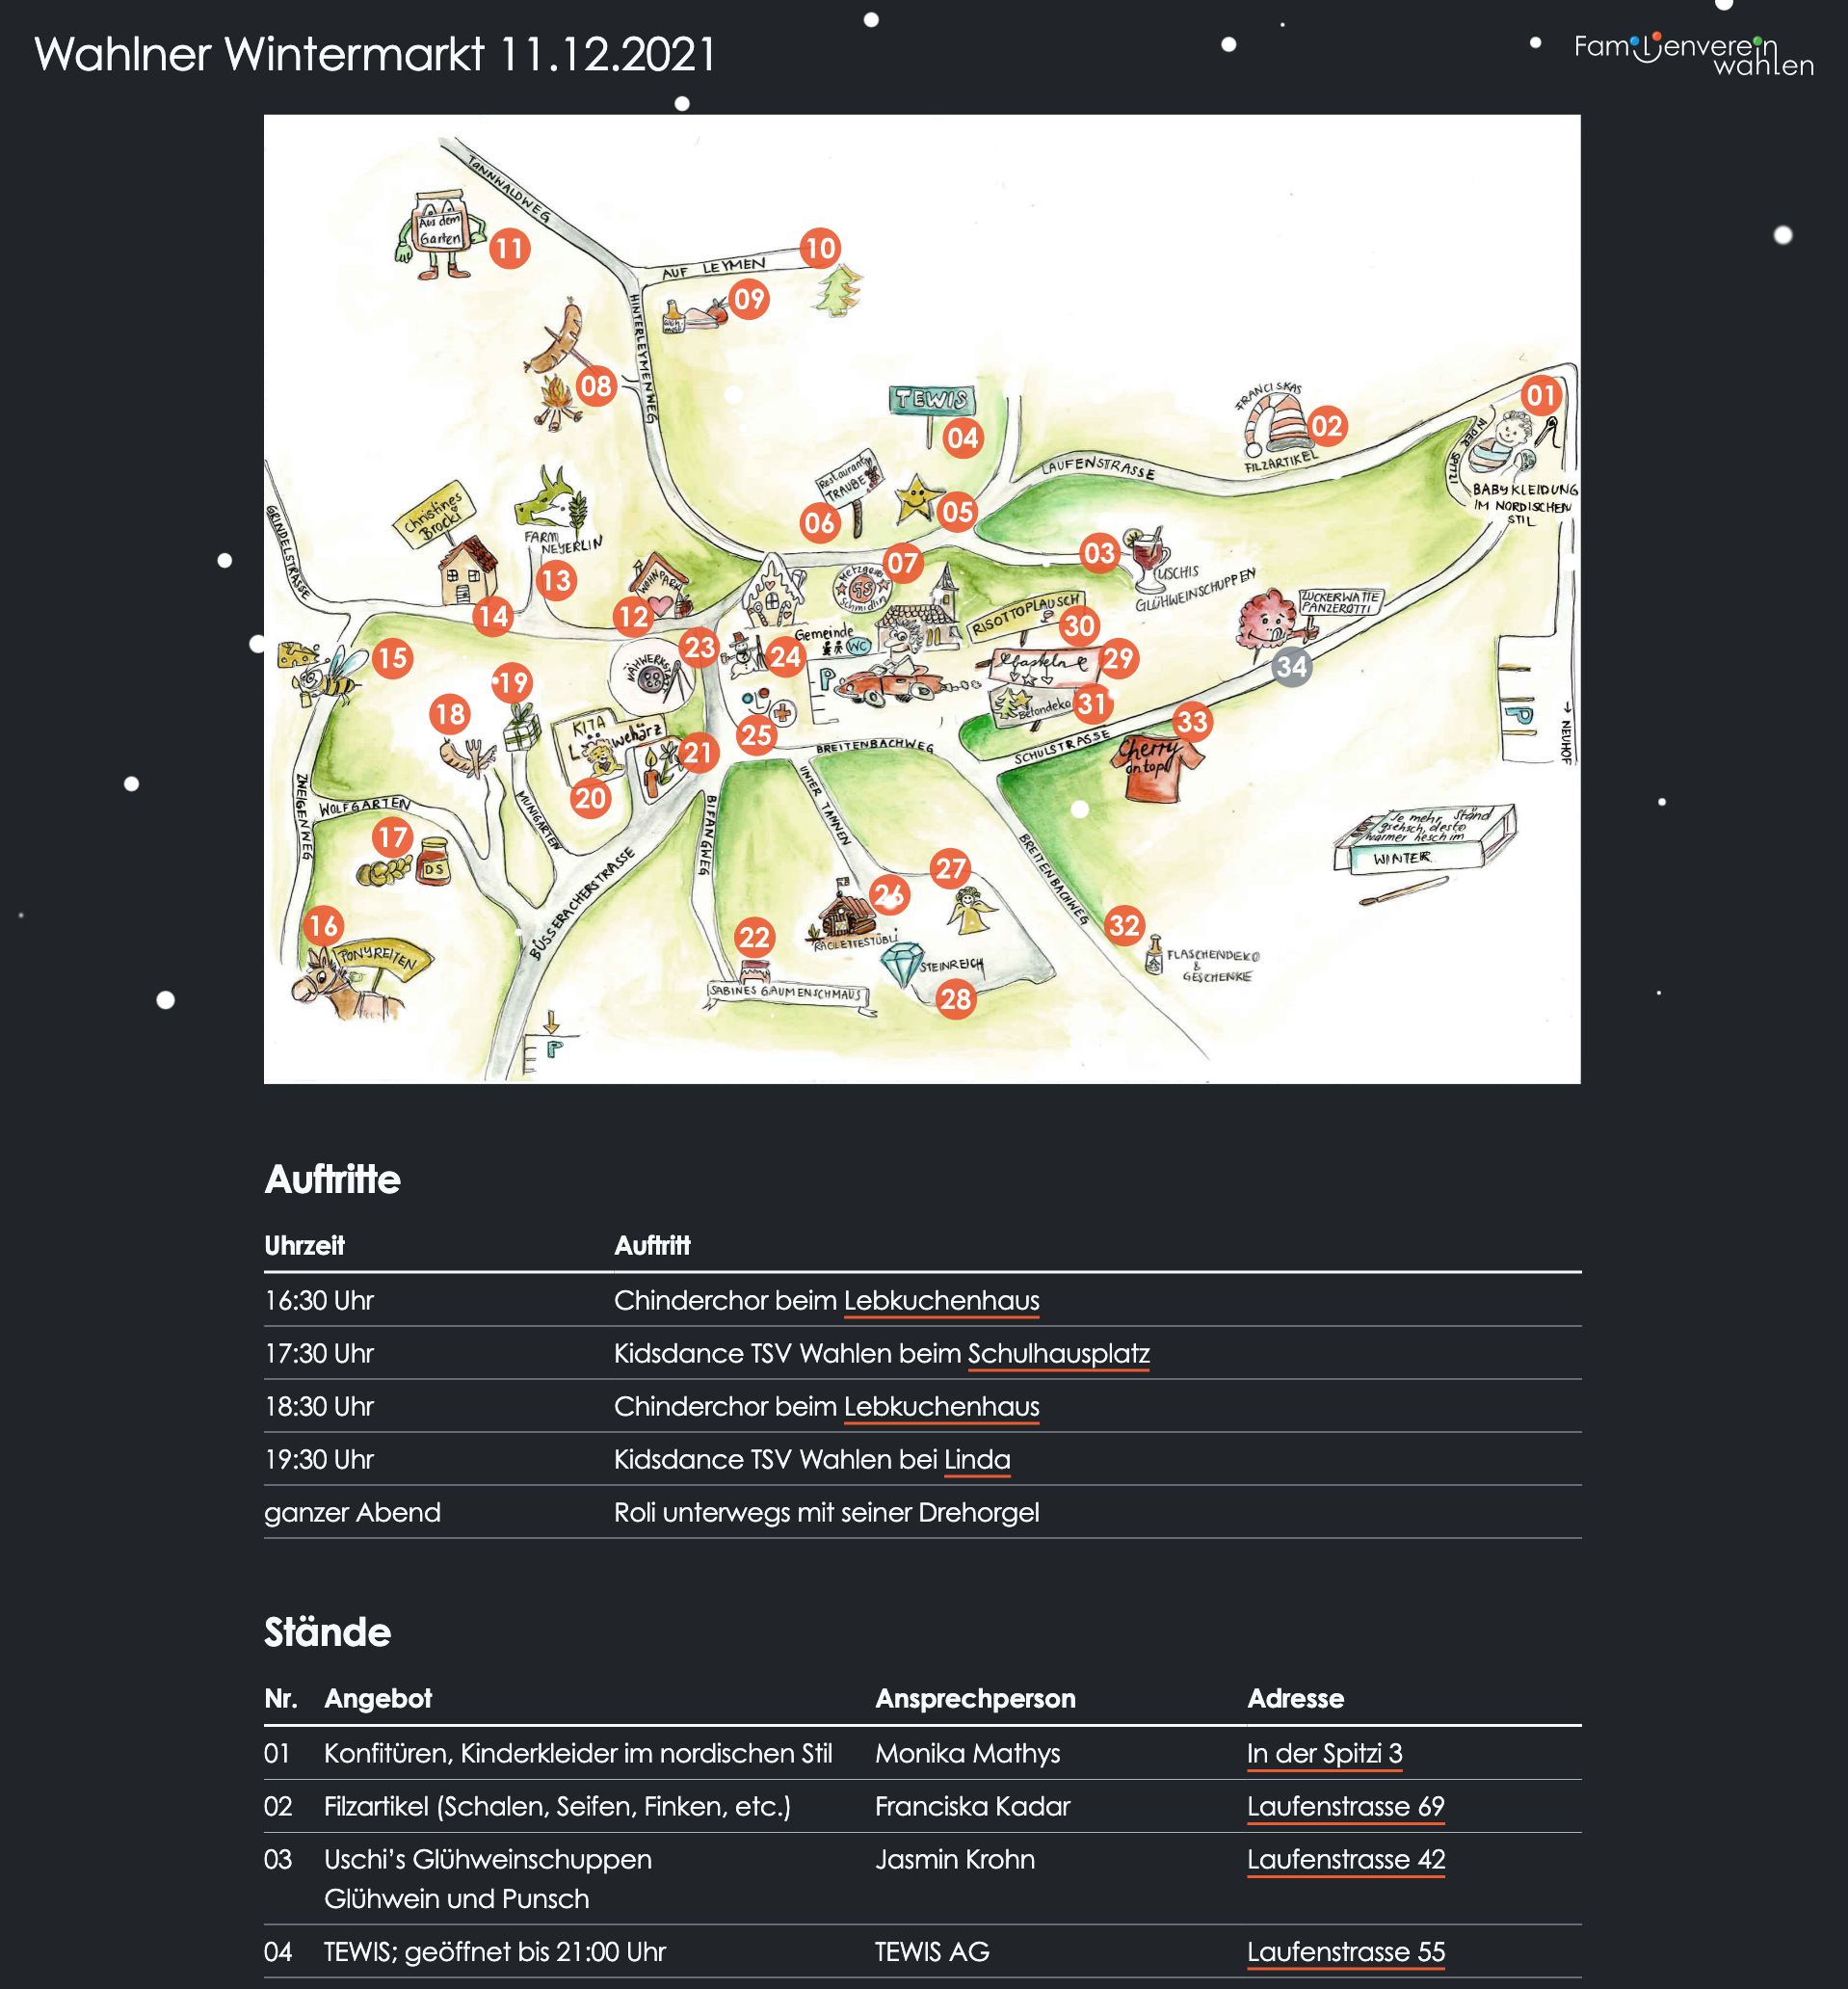 Wahlner Wintermarkt 11.12.2021
Familienverein
wahlen
TANNWALDWEG
Aus dem
Garten
11
10
AUF LEYMEN
09
HINTERLEYMENWEG
08
TEWIS
04
FRANCISKAS
02
FILZARTIKEL
01
IN DER SPITZI
BABYKLEIDUNG
IM NORDISCHEN
STIL
LAUFENSTRASSE
Restaurant
TRAUBE
06
05
GRINDELSTRASSE
Christines
Brocki
FARM
NEYERLIN
13
07
Metzgerei
Schmidlin
03
USCHIS
GLÜHWEINSCHUPPEN
14
12
WOHNPARK
ZUCKERWATTE
PANZEROTTI
RISOTTOPLAUSCH
30
15
23
NÄHWERKSTATT
24
Gemeinde
WC
P
basteln
29
34
19
18
KITA
Betondeko
31
33
P
NEUHOF
25
21
20
BREITENBACHWEG
SCHULSTRASSE
Cherry
on top
ZWEIGENWEG
WOLFGARTEN
MUNIGARTEN
BIFANGWEG
UNTER TANNEN
BREITENBACHWEG
Je mehr Ständ
gsehsch, desto
wärmer hesch im
WINTER
17
DS
BÜSSERACHERSTRASSE
27
26
16
PONYREITEN
22
RACLETTESTÜBLI
STEINREICH
32
FLASCHENDEKO
&
GESCHENKE
SABINES GAUMENSCHMAUS
28
P
Auftritte
Uhrzeit Auftritt
16:30 Uhr Chinderchor beim Lebkuchenhaus
17:30 Uhr Kidsdance TSV Wahlen beim Schulhausplatz
18:30 Uhr Chinderchor beim Lebkuchenhaus
19:30 Uhr Kidsdance TSV Wahlen bei Linda
ganzer Abend Roli unterwegs mit seiner Drehorgel
Stände
Nr. Angebot Ansprechperson Adresse
01 Konfitüren, Kinderkleider im nordischen Stil Monika Mathys In der Spitzi 3
02 Filzartikel (Schalen, Seifen, Finken, etc.) Franciska Kadar Laufenstrasse 69
03 Uschi's Glühweinschuppen Jasmin Krohn Laufenstrasse 42
Glühwein und Punsch
04 TEWIS; geöffnet bis 21:00 Uhr TEWIS AG Laufenstrasse 55